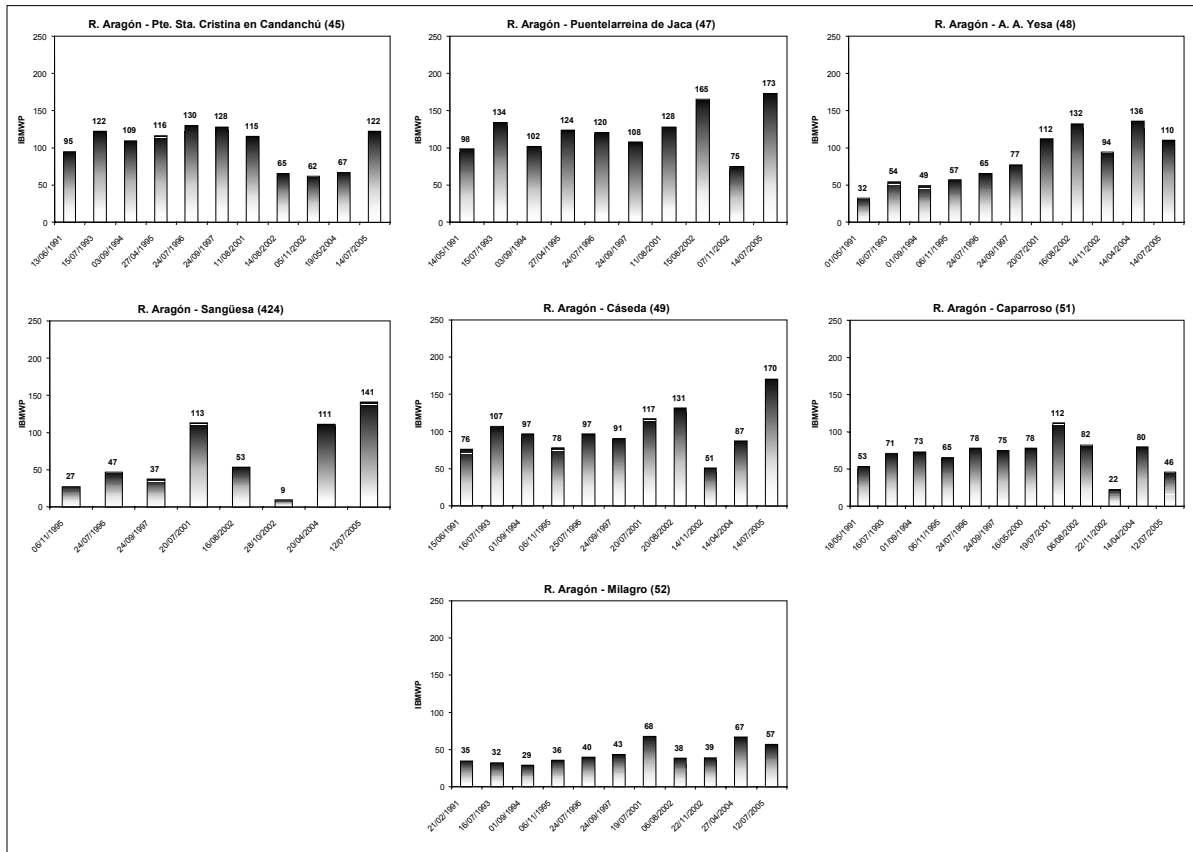 R. Aragón - Pte. Sta. Cristina en Candanchú (45)
IBMWP
250
200
150
100
50
0
95 122 109 116 130 128 115 65 62 67 122
13/06/1991 15/07/1993 03/09/1994 27/04/1995 24/07/1996 24/09/1997 11/08/2001 14/08/2002 05/11/2002 19/05/2004 14/07/2005
R. Aragón - Puentelarreina de Jaca (47)
IBMWP
250
200
150
100
50
0
98 134 102 124 120 108 128 165 75 173
14/05/1991 15/07/1993 03/09/1994 27/04/1995 24/07/1996 24/09/1997 11/08/2001 15/08/2002 07/11/2002 14/07/2005
R. Aragón - A. A. Yesa (48)
IBMWP
250
200
150
100
50
0
32 54 49 57 65 77 112 132 94 136 110
01/05/1991 16/07/1993 01/09/1994 06/11/1995 24/07/1996 24/09/1997 20/07/2001 16/08/2002 14/11/2002 14/04/2004 14/07/2005
R. Aragón - Sangüesa (424)
IBMWP
250
200
150
100
50
0
27 47 37 113 53 9 111 141
06/11/1995 24/07/1996 24/09/1997 20/07/2001 16/08/2002 28/10/2002 20/04/2004 12/07/2005
R. Aragón - Cáseda (49)
IBMWP
250
200
150
100
50
0
76 107 97 78 97 91 117 131 51 87 170
15/06/1991 16/07/1993 01/09/1994 06/11/1995 25/07/1996 24/09/1997 20/07/2001 20/08/2002 14/11/2002 14/04/2004 14/07/2005
R. Aragón - Caparroso (51)
IBMWP
250
200
150
100
50
0
53 71 73 65 78 75 78 112 82 22 80 46
18/05/1991 16/07/1993 01/09/1994 06/11/1995 24/07/1996 24/09/1997 16/05/2000 19/07/2001 06/08/2002 22/11/2002 14/04/2004 12/07/2005
R. Aragón - Milagro (52)
IBMWP
250
200
150
100
50
0
35 32 29 36 40 43 68 38 39 67 57
21/02/1991 16/07/1993 01/09/1994 06/11/1995 24/07/1996 24/09/1997 19/07/2001 06/08/2002 22/11/2002 27/04/2004 12/07/2005